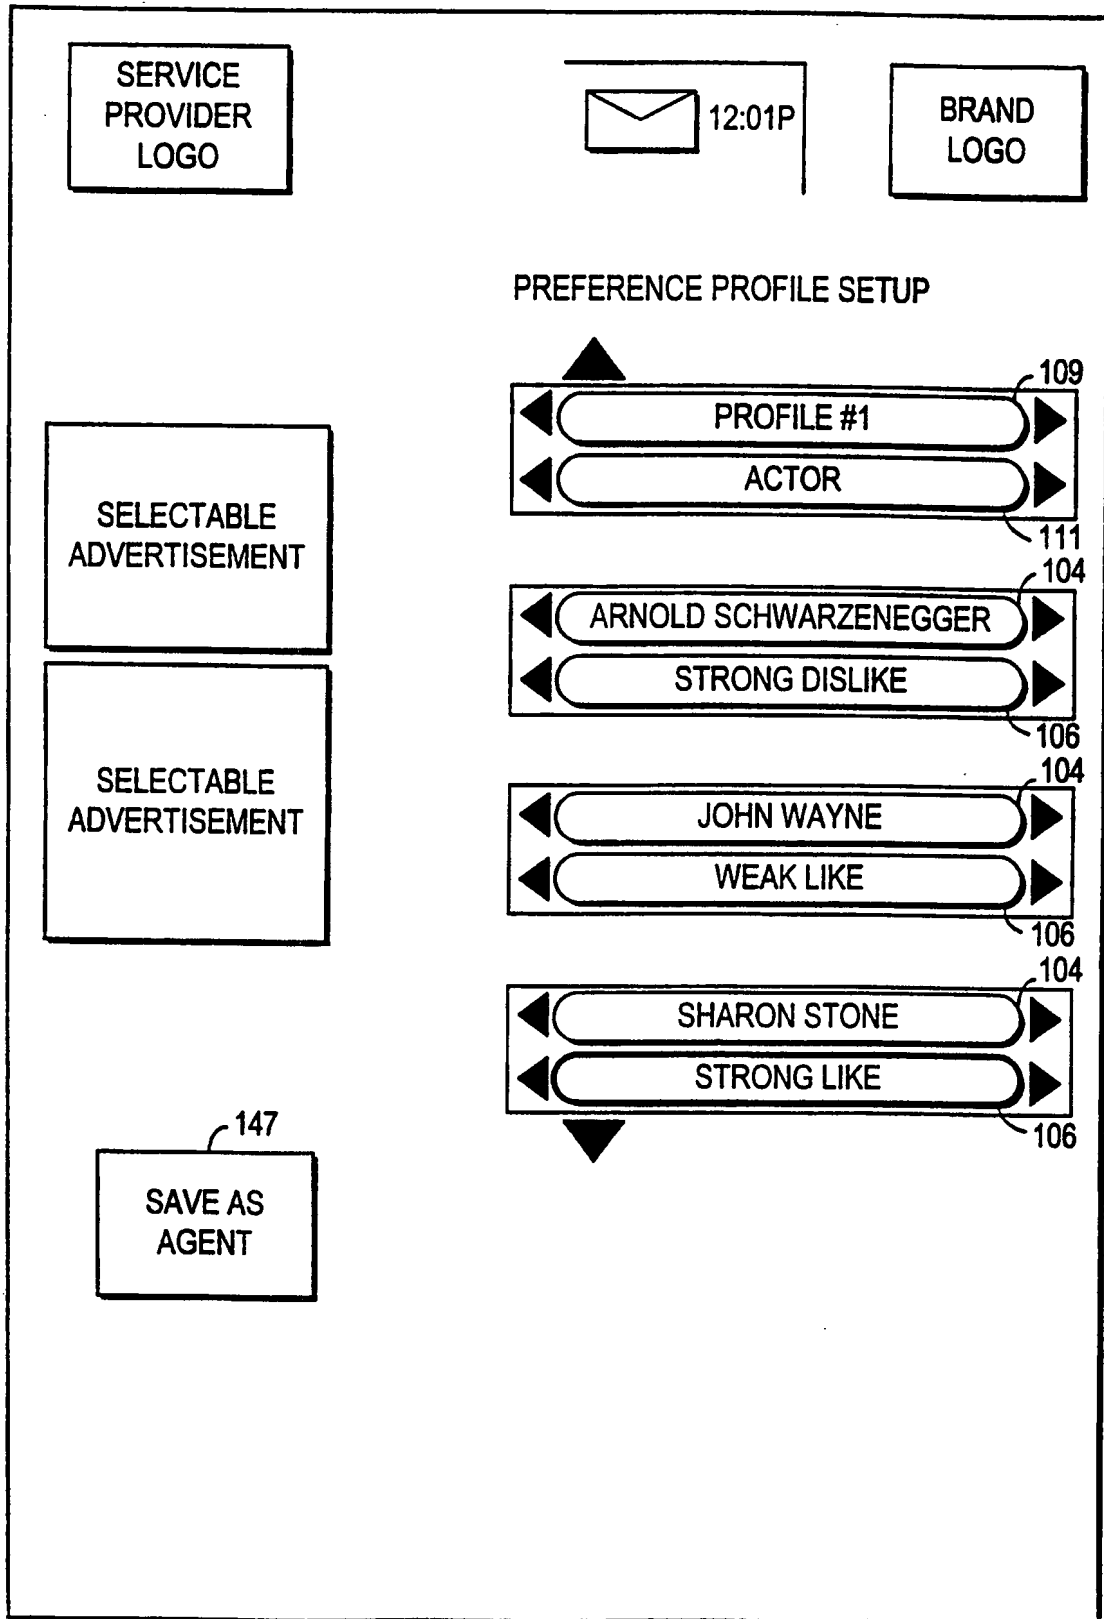 SERVICE
PROVIDER
LOGO
12:01P
BRAND
LOGO
PREFERENCE PROFILE SETUP
109
PROFILE #1
ACTOR
111
SELECTABLE
ADVERTISEMENT
104
ARNOLD SCHWARZENEGGER
STRONG DISLIKE
106
SELECTABLE
ADVERTISEMENT
104
JOHN WAYNE
WEAK LIKE
106
104
SHARON STONE
STRONG LIKE
106
147
SAVE AS
AGENT